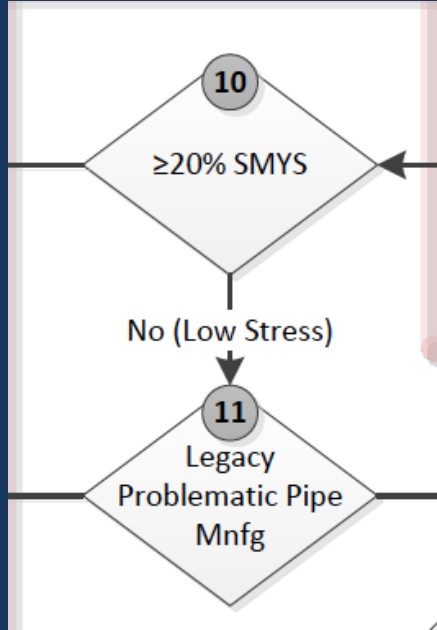 10
≥20% SMYS
No (Low Stress)
11
Legacy
Problematic Pipe
Mnfg